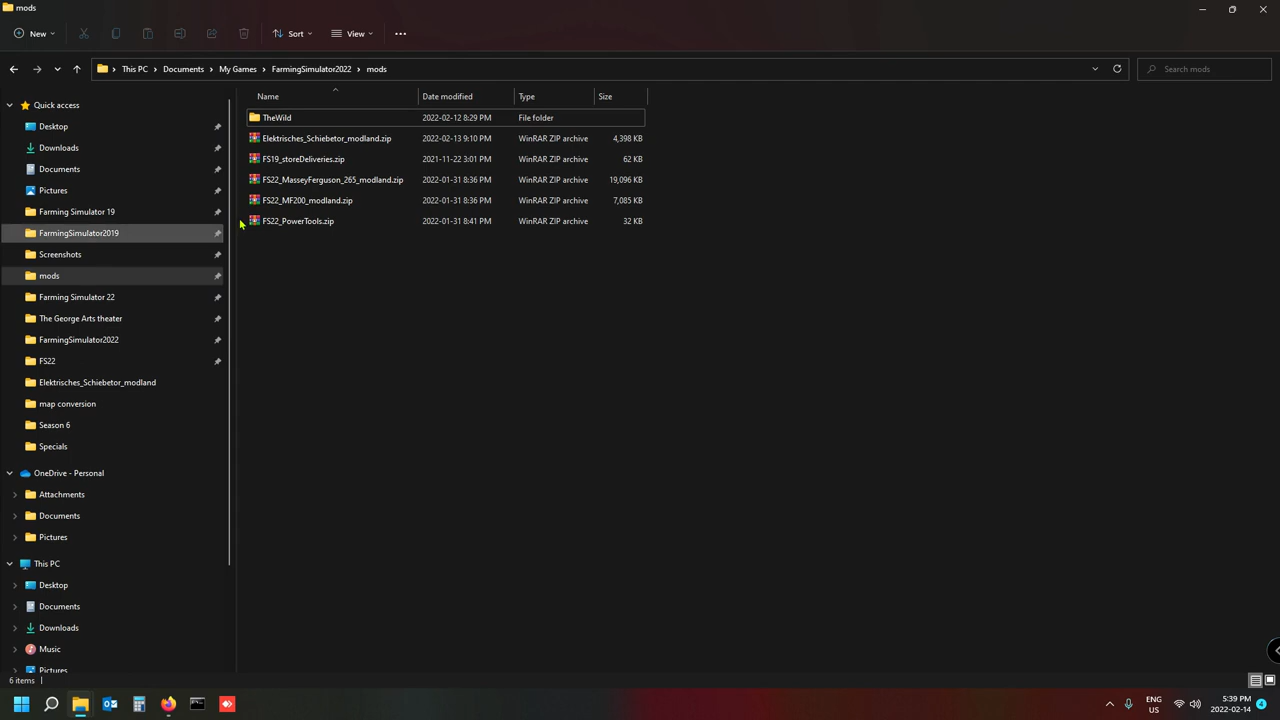 mods
New
Sort
View
This PC > Documents > My Games > FarmingSimulator2022 > mods
Search mods
Name Date modified Type Size
TheWild 2022-02-12 8:29 PM File folder
Elektrisches_Schiebetor_modland.zip 2022-02-13 9:10 PM WinRAR ZIP archive 4,398 KB
FS19_storeDeliveries.zip 2021-11-22 3:01 PM WinRAR ZIP archive 62 KB
FS22_MasseyFerguson_265_modland.zip 2022-01-31 8:36 PM WinRAR ZIP archive 19,096 KB
FS22_MF200_modland.zip 2022-01-31 8:36 PM WinRAR ZIP archive 7,085 KB
FS22_PowerTools.zip 2022-01-31 8:41 PM WinRAR ZIP archive 32 KB
Quick access
Desktop
Downloads
Documents
Pictures
Farming Simulator 19
FarmingSimulator2019
Screenshots
mods
Farming Simulator 22
The George Arts theater
FarmingSimulator2022
FS22
Elektrisches_Schiebetor_modland
map conversion
Season 6
Specials
OneDrive - Personal
Attachments
Documents
Pictures
This PC
Desktop
Documents
Downloads
Music
Pictures
6 items
ENG
US
5:39 PM
2022-02-14
4